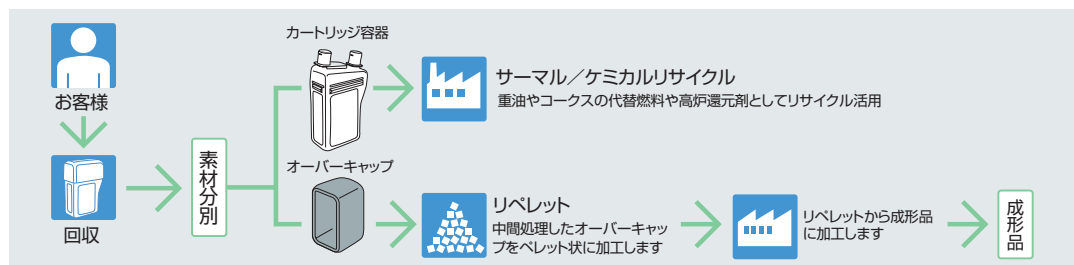 お客様
回収
素材分別
カートリッジ容器
サーマル／ケミカルリサイクル
重油やコークスの代替燃料や高炉還元剤としてリサイクル活用
オーバーキャップ
リペレット
中間処理したオーバーキャッ
プをペレット状に加工します
リペレットから成形品
に加工します
成形品